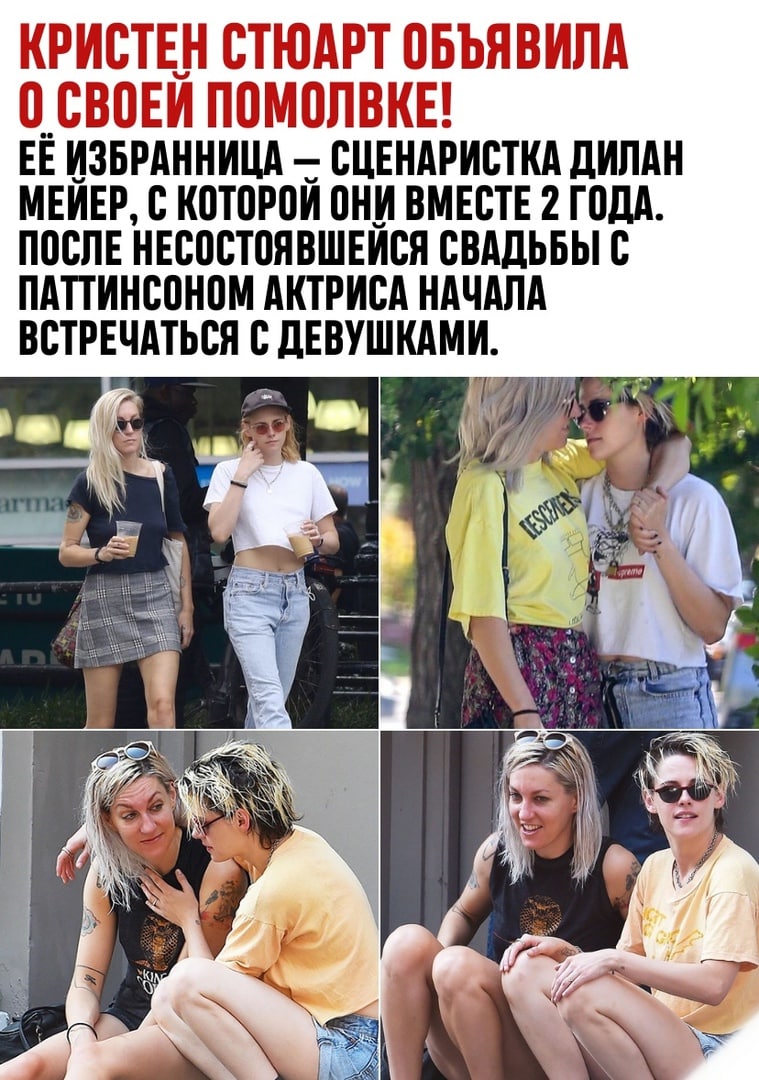 КРИСТЕН СТЮАРТ ОБЪЯВИЛА
О СВОЕЙ ПОМОЛВКЕ!
ЕЁ ИЗБРАННИЦА – СЦЕНАРИСТКА ДИЛАН
МЕЙЕР, С КОТОРОЙ ОНИ ВМЕСТЕ 2 ГОДА.
ПОСЛЕ НЕСОСТОЯВШЕЙСЯ СВАДЬБЫ С
ПАТТИНСОНОМ АКТРИСА НАЧАЛА
ВСТРЕЧАТЬСЯ С ДЕВУШКАМИ.